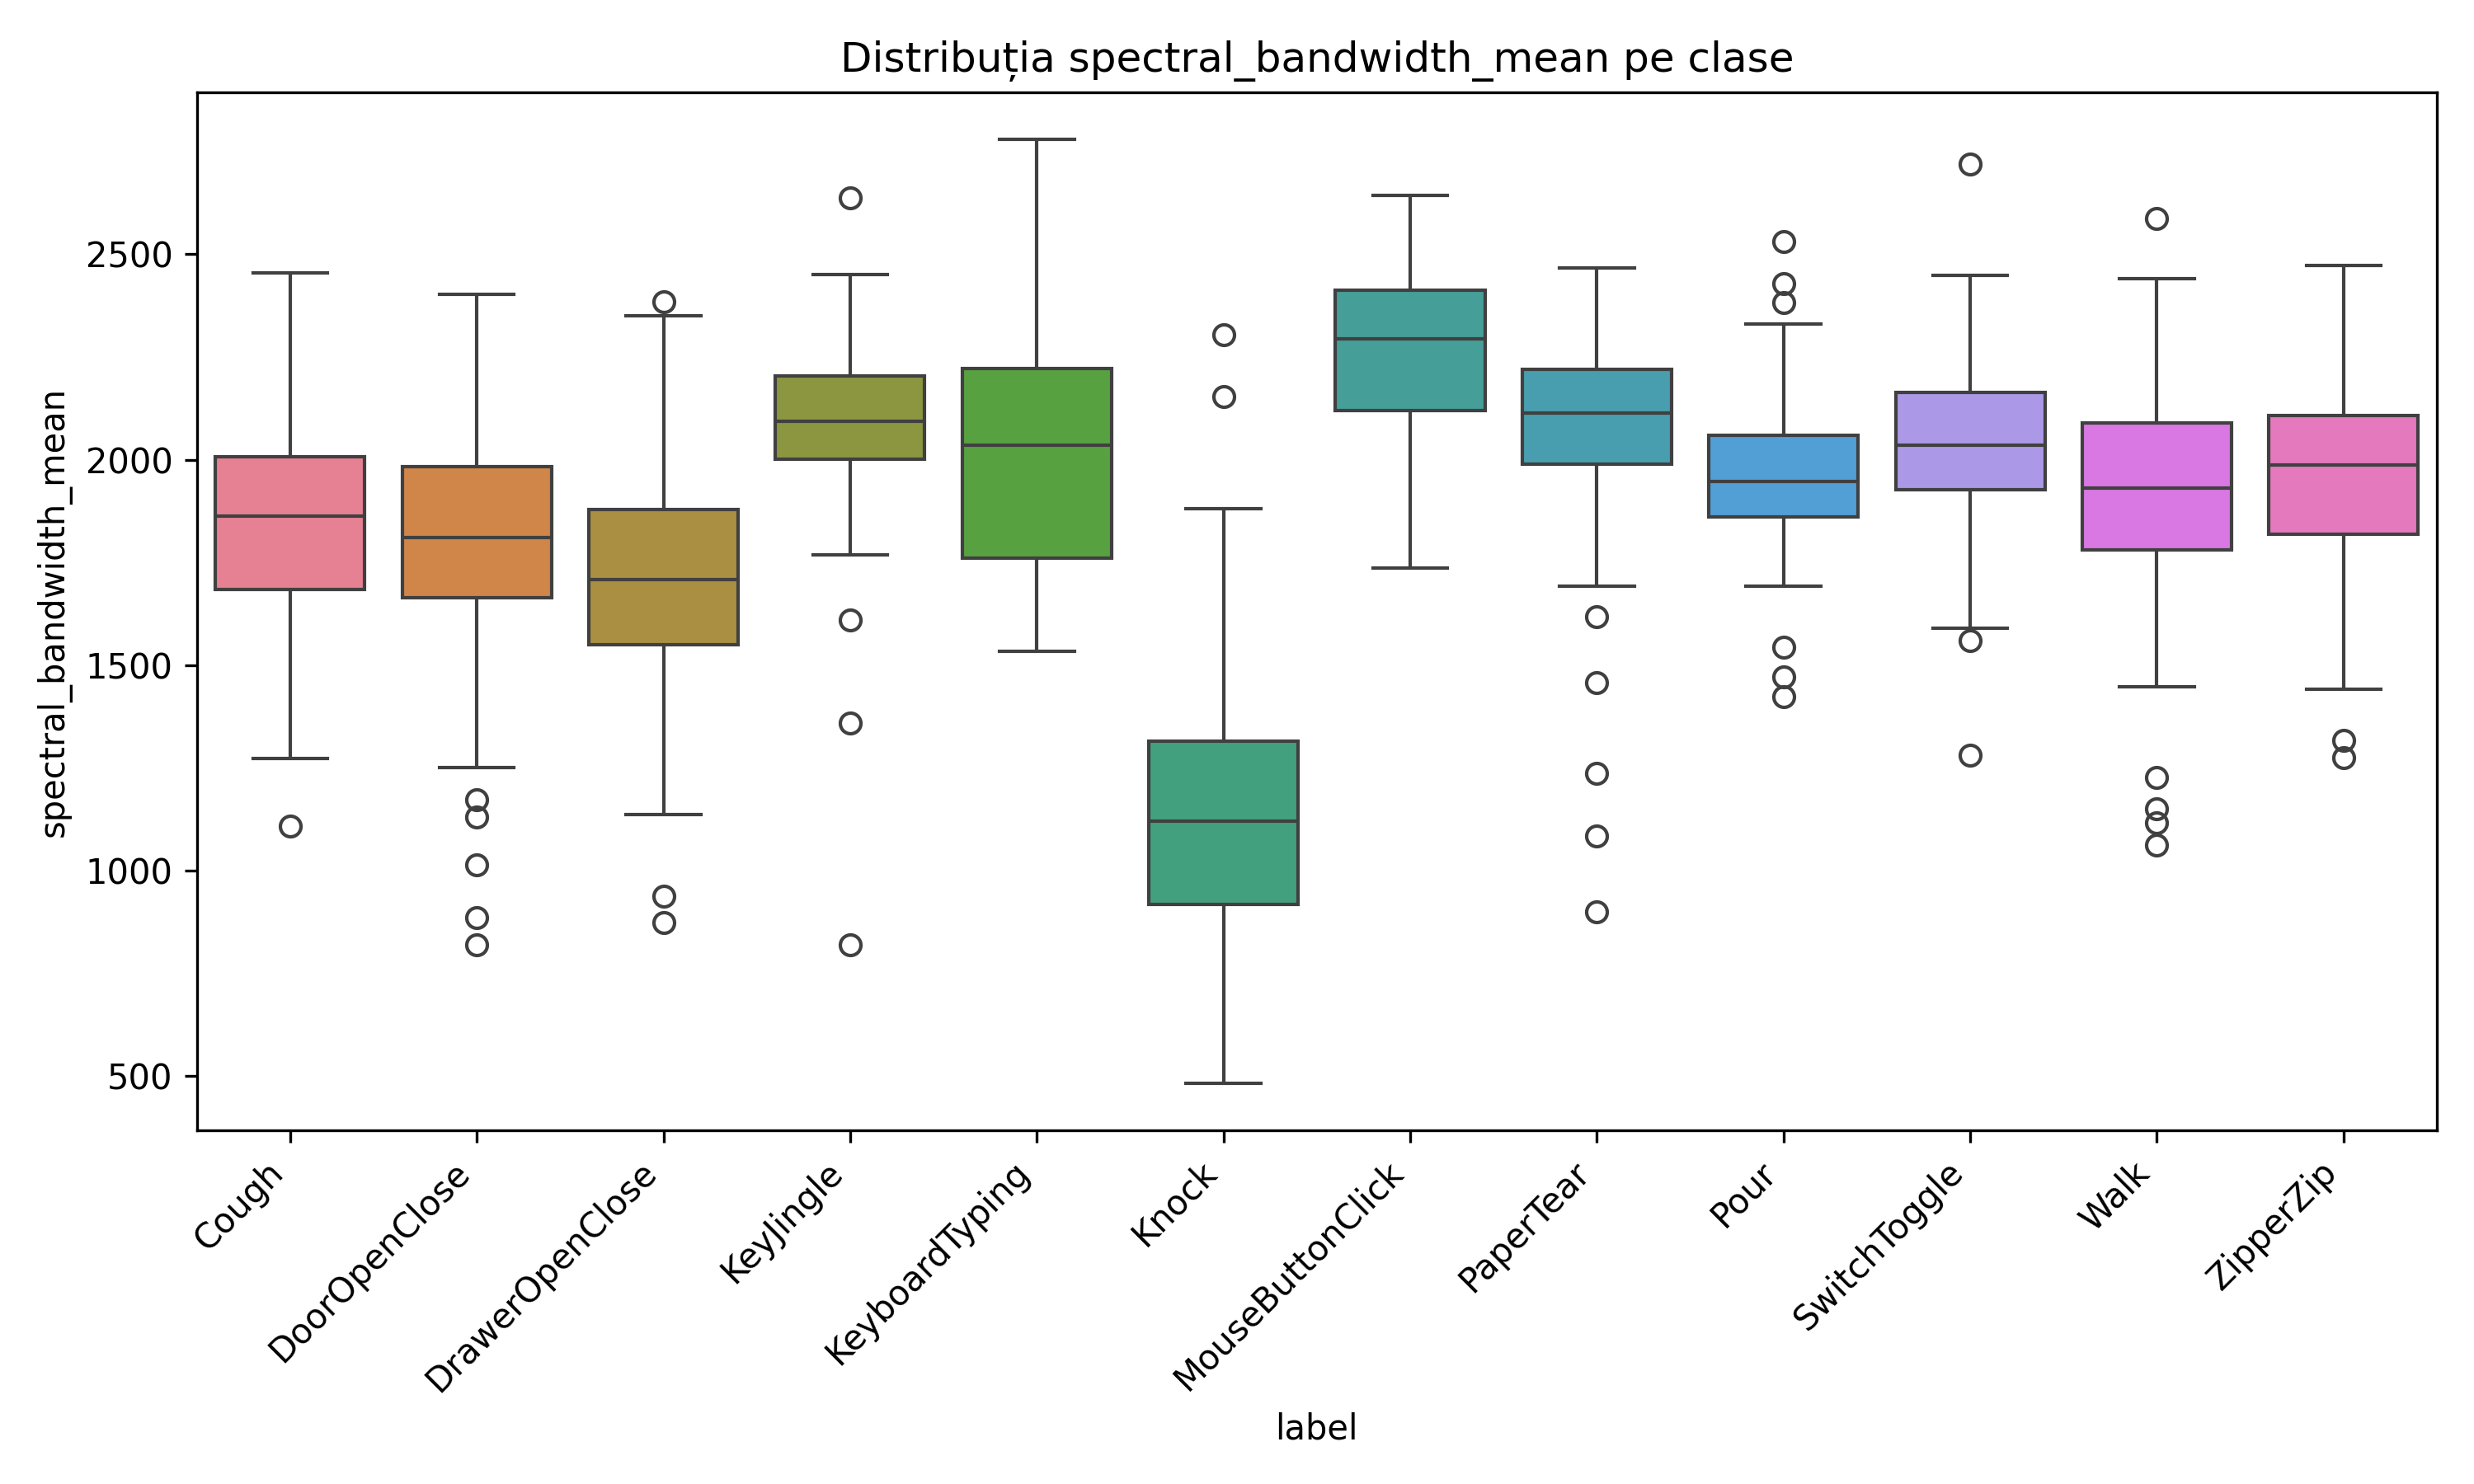 Distribuția spectral_bandwidth_mean pe clase
spectral_bandwidth_mean
2500
2000
1500
1000
500
Cough
DoorOpenClose
DrawerOpenClose
KeyJingle
KeyboardTyping
Knock
MouseButtonClick
PaperTear
Pour
SwitchToggle
Walk
ZipperZip
label